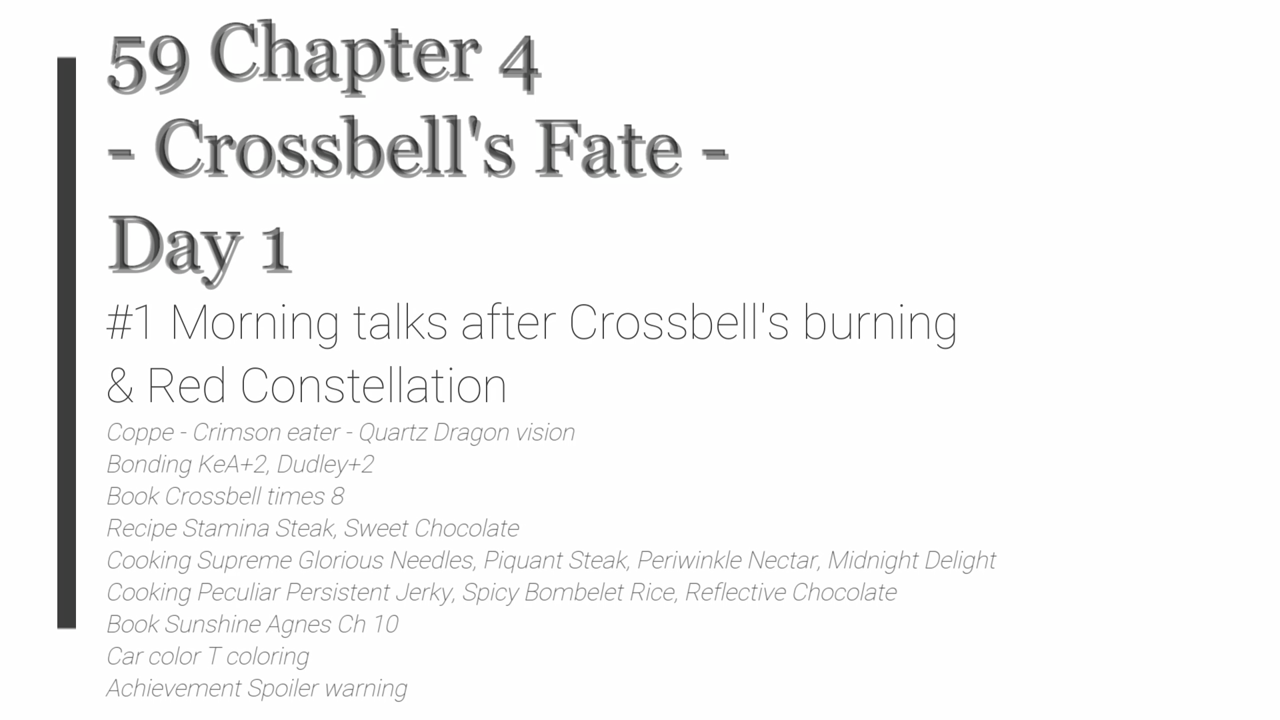 59 Chapter 4
- Crossbell's Fate -
Day 1
#1 Morning talks after Crossbell's burning
& Red Constellation
Coppe - Crimson eater - Quartz Dragon vision
Bonding KeA+2, Dudley+2
Book Crossbell times 8
Recipe Stamina Steak, Sweet Chocolate
Cooking Supreme Glorious Needles, Piquant Steak, Periwinkle Nectar, Midnight Delight
Cooking Peculiar Persistent Jerky, Spicy Bombelet Rice, Reflective Chocolate
Book Sunshine Agnes Ch 10
Car color T coloring
Achievement Spoiler warning